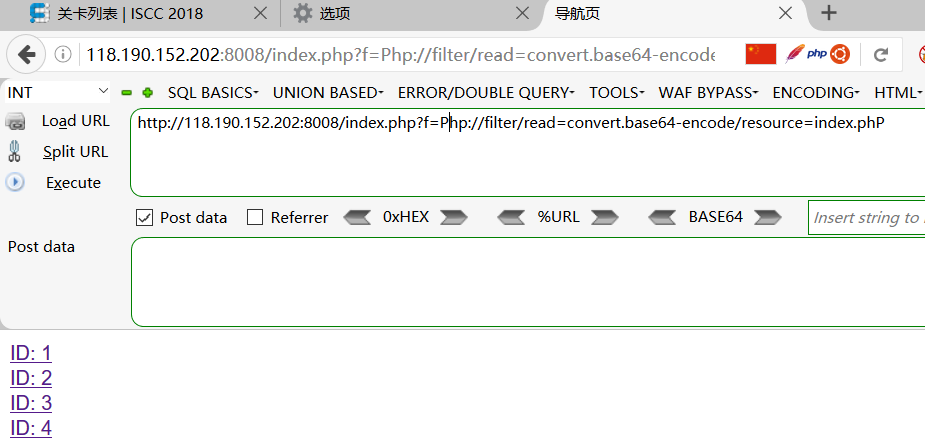 关卡列表 | ISCC 2018
选项
导航页
118.190.152.202:8008/index.php?f=Php://filter/read=convert.base64-encode
php
INT
SQL BASICS
UNION BASED
ERROR/DOUBLE QUERY
TOOLS
WAF BYPASS
ENCODING
HTML
Load URL
http://118.190.152.202:8008/index.php?f=Php://filter/read=convert.base64-encode/resource=index.phP
Split URL
Execute
Post data
Referrer
0xHEX
%URL
BASE64
Insert string to
Post data
ID: 1
ID: 2
ID: 3
ID: 4